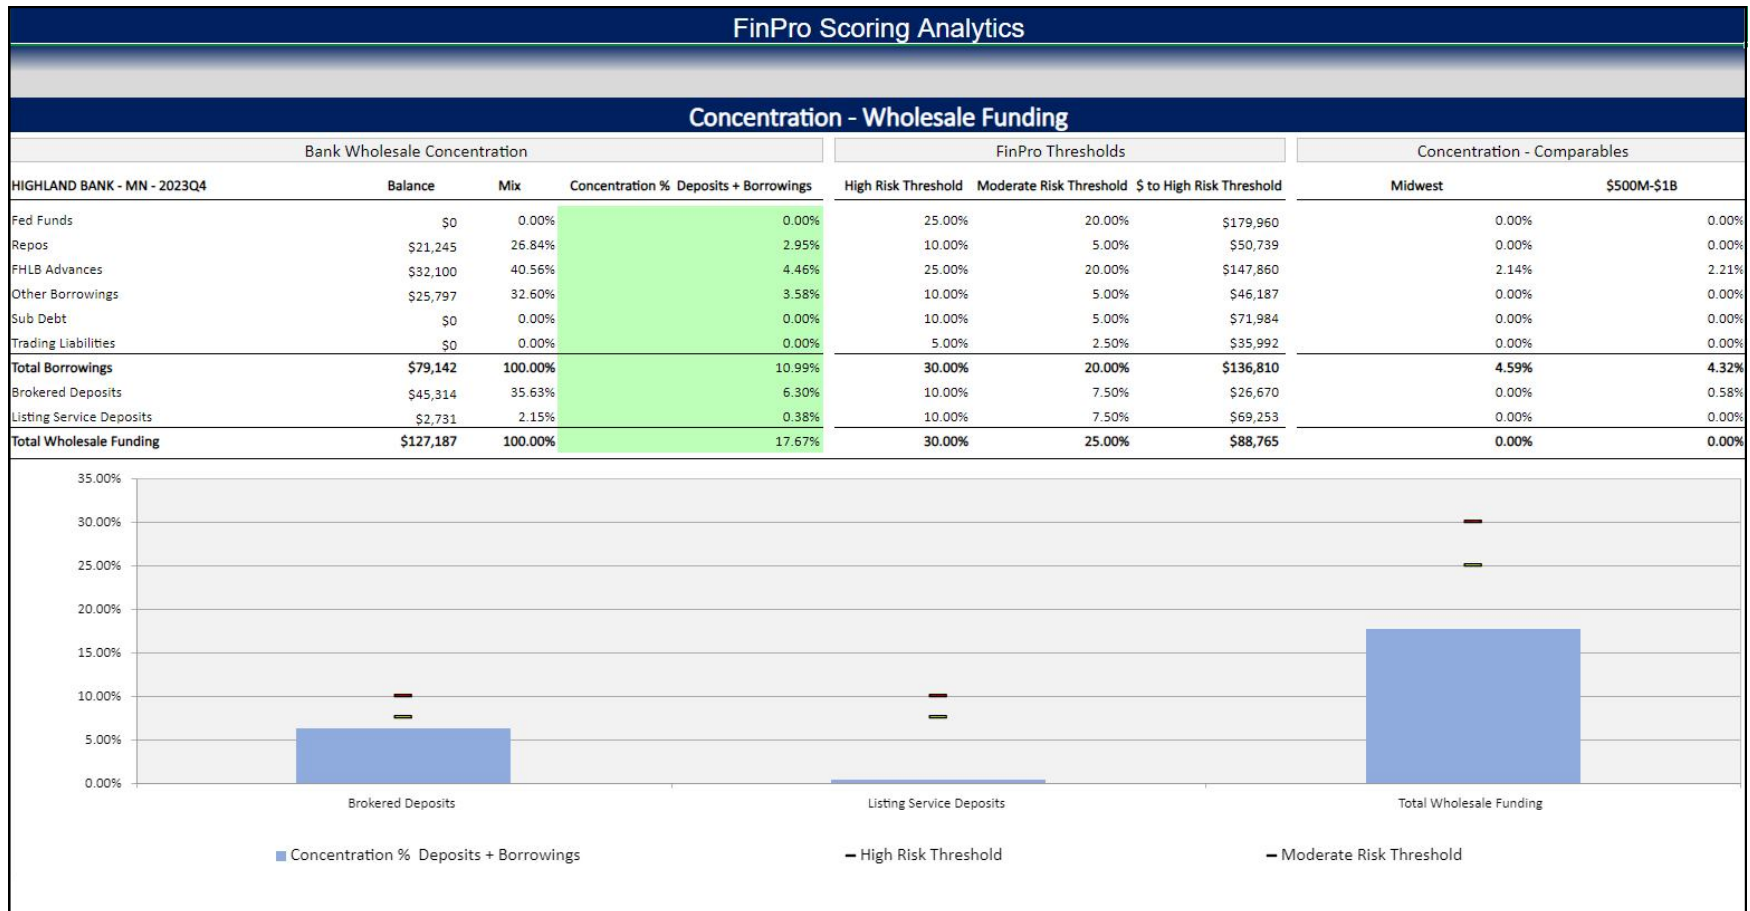 FinPro Scoring Analytics
Concentration - Wholesale Funding
Bank Wholesale Concentration FinPro Thresholds Concentration - Comparables
HIGHLAND BANK - MN - 2023Q4 Balance Mix Concentration % Deposits + Borrowings High Risk Threshold Moderate Risk Threshold $ to High Risk Threshold Midwest $500M-$1B
Fed Funds $0 0.00% 0.00% 25.00% 20.00% $179,960 0.00% 0.00%
Repos $21,245 26.84% 2.95% 10.00% 5.00% $50,739 0.00% 0.00%
FHLB Advances $32,100 40.56% 4.46% 25.00% 20.00% $147,860 2.14% 2.21%
Other Borrowings $25,797 32.60% 3.58% 10.00% 5.00% $46,187 0.00% 0.00%
Sub Debt $0 0.00% 0.00% 10.00% 5.00% $71,984 0.00% 0.00%
Trading Liabilities $0 0.00% 0.00% 5.00% 2.50% $35,992 0.00% 0.00%
Total Borrowings $79,142 100.00% 10.99% 30.00% 20.00% $136,810 4.59% 4.32%
Brokered Deposits $45,314 35.63% 6.30% 10.00% 7.50% $26,670 0.00% 0.58%
Listing Service Deposits $2,731 2.15% 0.38% 10.00% 7.50% $69,253 0.00% 0.00%
Total Wholesale Funding $127,187 100.00% 17.67% 30.00% 25.00% $88,765 0.00% 0.00%
35.00%
30.00%
25.00%
20.00%
15.00%
10.00%
5.00%
0.00%
Brokered Deposits Listing Service Deposits Total Wholesale Funding
Concentration % Deposits + Borrowings High Risk Threshold Moderate Risk Threshold